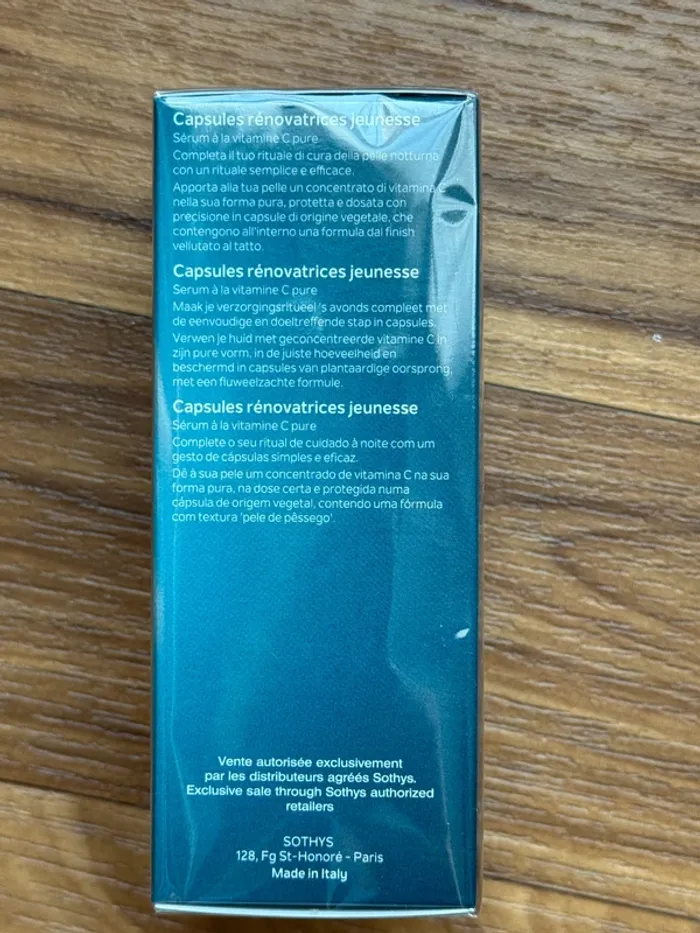 Capsules rénovatrices jeunesse
Sérum à la vitamine C pure
Completa il tuo rituale di cura della pelle notturna
con un rituale semplice e efficace.
Apporta alla tua pelle un concentrato di vitamina C
nella sua forma pura, protetta e dosata con
precisione in capsule di origine vegetale, che
contengono all'interno una formula dal finish
vellutato al tatto.
Capsules rénovatrices jeunesse
Serum à la vitamine C pure
Maak je verzorgingsritueel 's avonds compleet met
de eenvoudige en doeltreffende stap in capsules.
Verwen je huid met geconcentreerde vitamine C in
zijn pure vorm, in de juiste hoeveelheid en
beschermd in capsules van plantaardige oorsprong,
met een fluweelzachte formule.
Capsules rénovatrices jeunesse
Sérum à la vitamine C pure
Complete o seu ritual de cuidado à noite com um
gesto de cápsulas simples e eficaz.
Dê à sua pele um concentrado de vitamina C na sua
forma pura, na dose certa e protegida numa
cápsula de origem vegetal, contendo uma fórmula
com textura 'pele de pêssego'.
Vente autorisée exclusivement
par les distributeurs agréés Sothys.
Exclusive sale through Sothys authorized
retailers
SOTHYS
128, Fg St-Honoré - Paris
Made in Italy